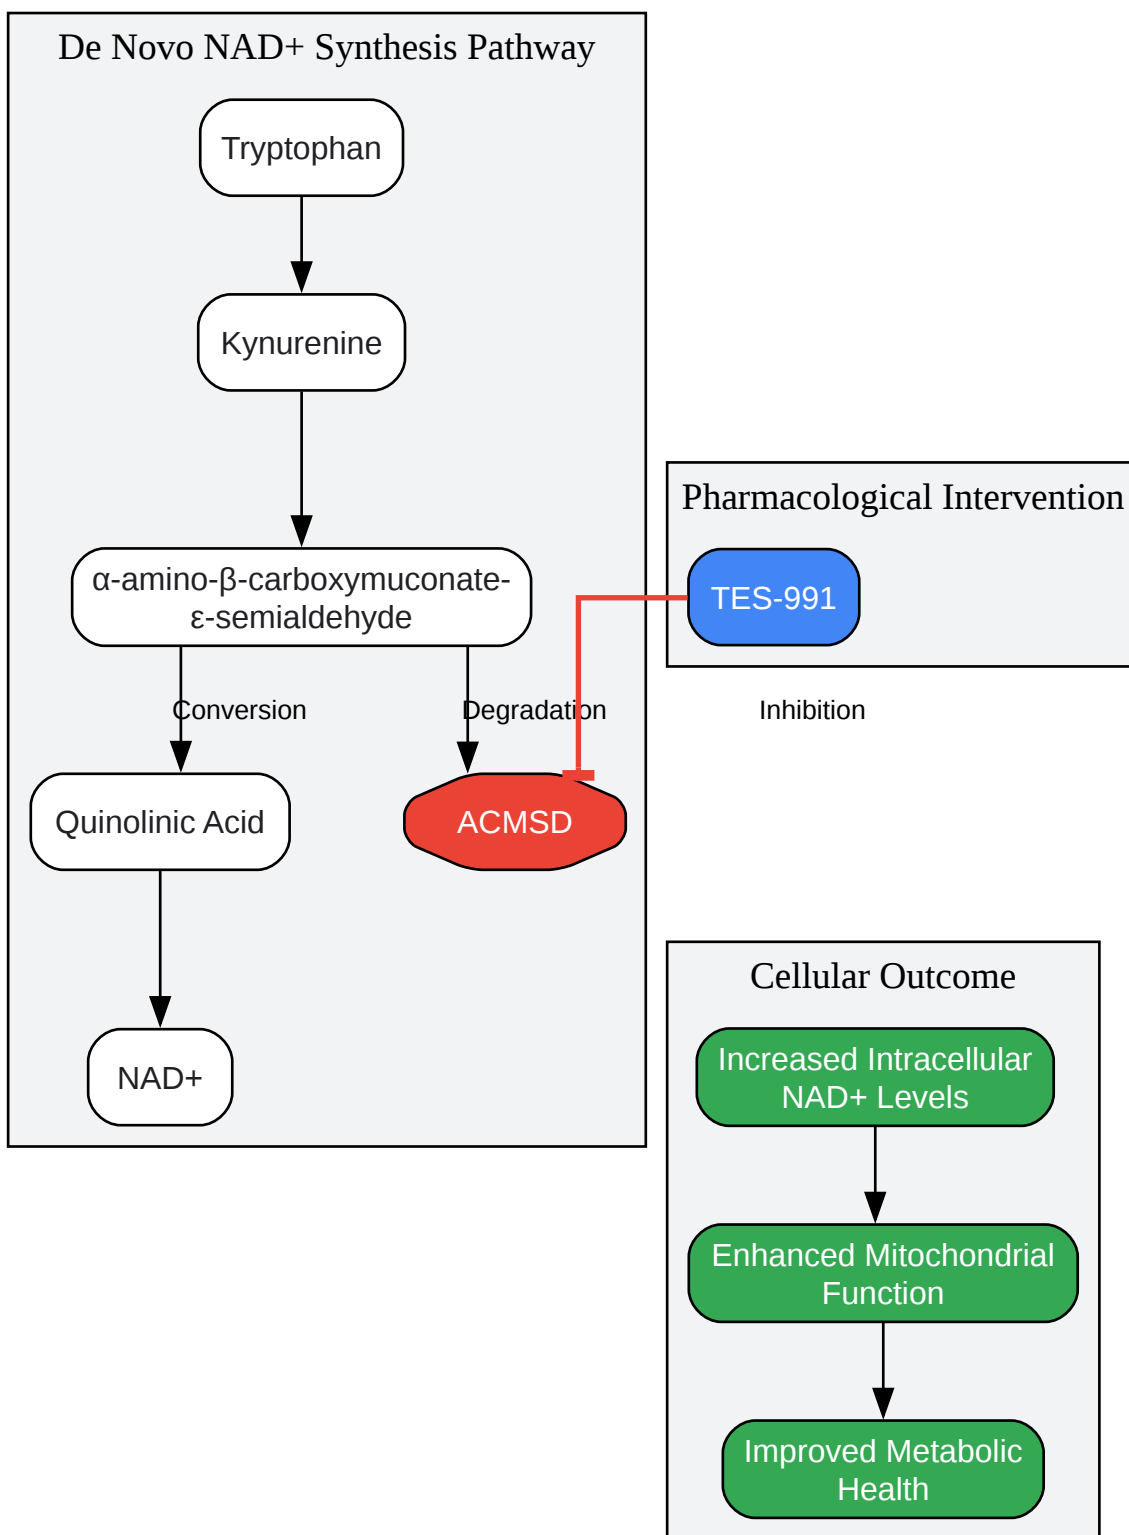 De Novo NAD+ Synthesis Pathway
Tryptophan
Kynurenine
α-amino-β-carboxymuconate-
ε-semialdehyde
Conversion
Degradation
Quinolinic Acid
ACMSD
NAD+
Pharmacological Intervention
TES-991
Inhibition
Cellular Outcome
Increased Intracellular
NAD+ Levels
Enhanced Mitochondrial
Function
Improved Metabolic
Health